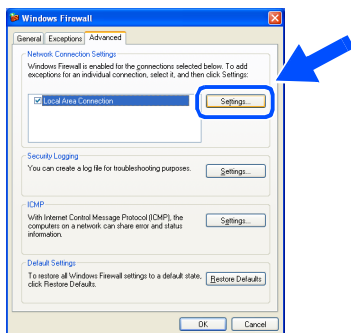 Windows Firewall
General Exceptions Advanced
Network Connection Settings
Windows Firewall is enabled for the connections selected below. To add
exceptions for an individual connection, select it, and then click Settings:
Local Area Connection
Settings...
Security Logging
You can create a log file for troubleshooting purposes.
Settings...
ICMP
With Internet Control Message Protocol (ICMP), the
computers on a network can share error and status
information.
Settings...
Default Settings
To restore all Windows Firewall settings to a default state,
click Restore Defaults.
Restore Defaults
OK Cancel